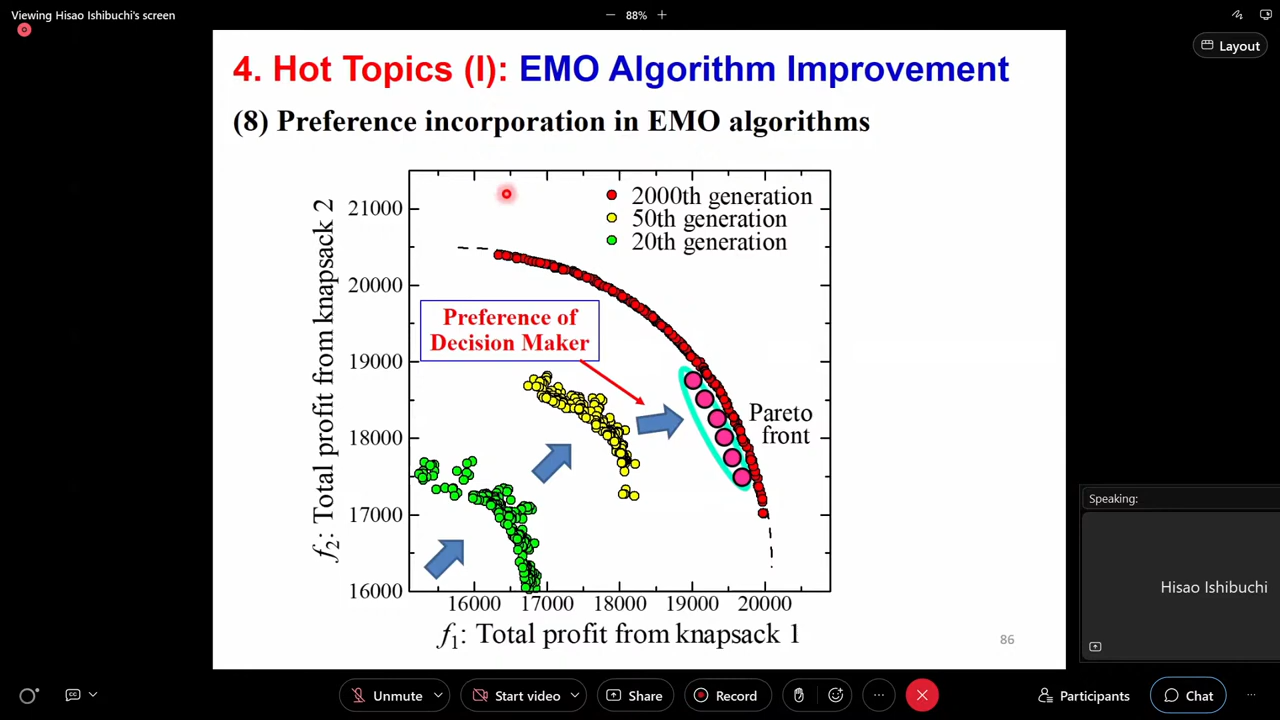 Viewing Hisao Ishibuchi's screen
88%
Layout
4. Hot Topics (I): EMO Algorithm Improvement
(8) Preference incorporation in EMO algorithms
2000th generation
50th generation
20th generation
21000
20000
19000
18000
17000
16000
f2: Total profit from knapsack 2
Preference of
Decision Maker
Pareto
front
16000 17000 18000 19000 20000
f1: Total profit from knapsack 1
86
Speaking:
Hisao Ishibuchi
CC
Unmute
Start video
Share
Record
Participants
Chat